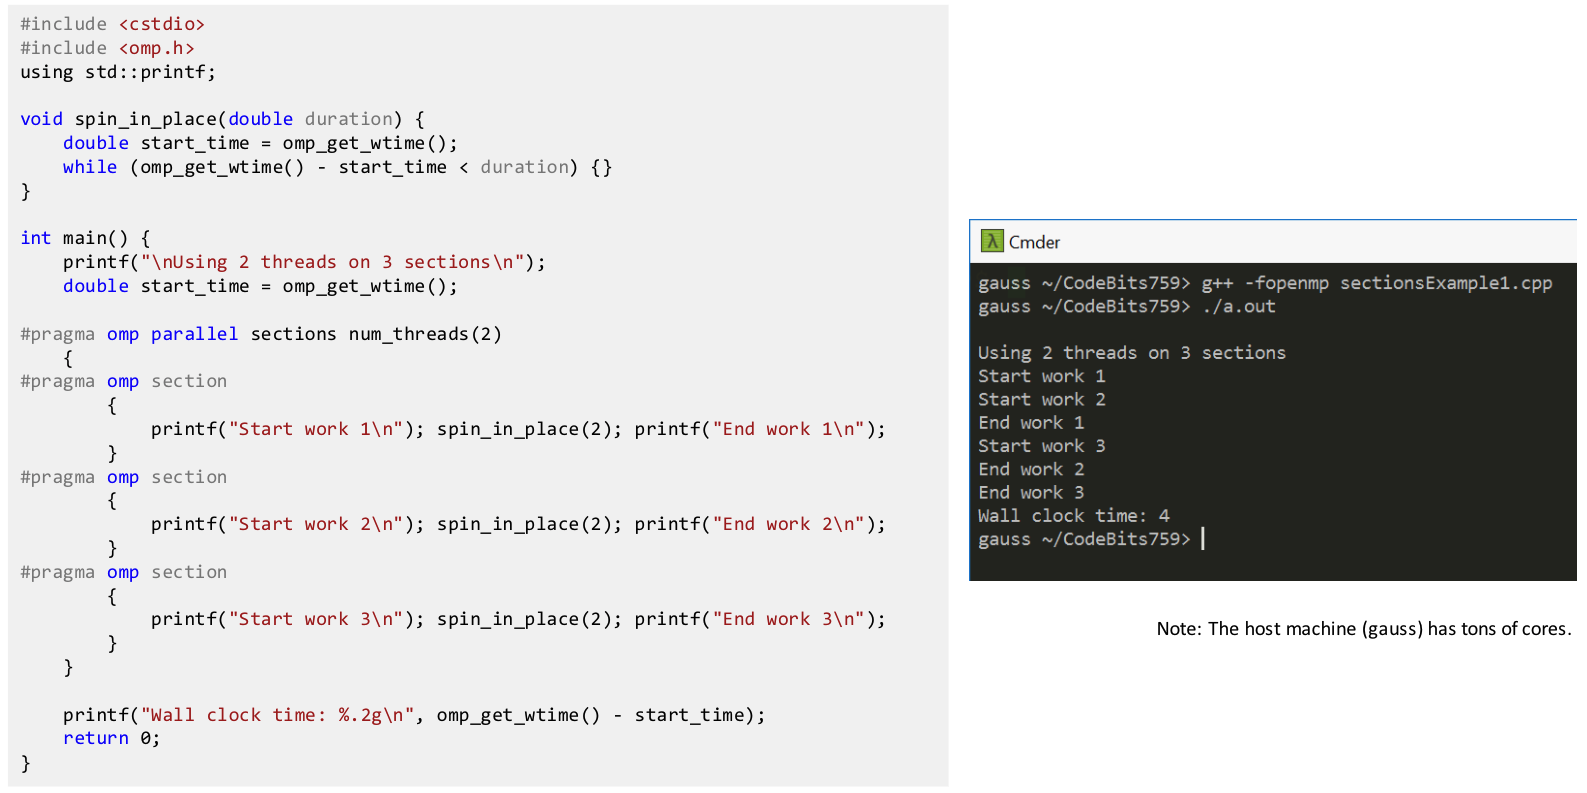 #include <cstdio>
#include <omp.h>
using std::printf;

void spin_in_place(double duration) {
    double start_time = omp_get_wtime();
    while (omp_get_wtime() - start_time < duration) {}
}

int main() {
    printf("\nUsing 2 threads on 3 sections\n");
    double start_time = omp_get_wtime();

#pragma omp parallel sections num_threads(2)
    {
#pragma omp section
        {
            printf("Start work 1\n"); spin_in_place(2); printf("End work 1\n");
        }
#pragma omp section
        {
            printf("Start work 2\n"); spin_in_place(2); printf("End work 2\n");
        }
#pragma omp section
        {
            printf("Start work 3\n"); spin_in_place(2); printf("End work 3\n");
        }
    }

    printf("Wall clock time: %.2g\n", omp_get_wtime() - start_time);
    return 0;
}
λ Cmder
gauss ~/CodeBits759> g++ -fopenmp sectionsExample1.cpp
gauss ~/CodeBits759> ./a.out

Using 2 threads on 3 sections
Start work 1
Start work 2
End work 1
Start work 3
End work 2
End work 3
Wall clock time: 4
gauss ~/CodeBits759>
Note: The host machine (gauss) has tons of cores.